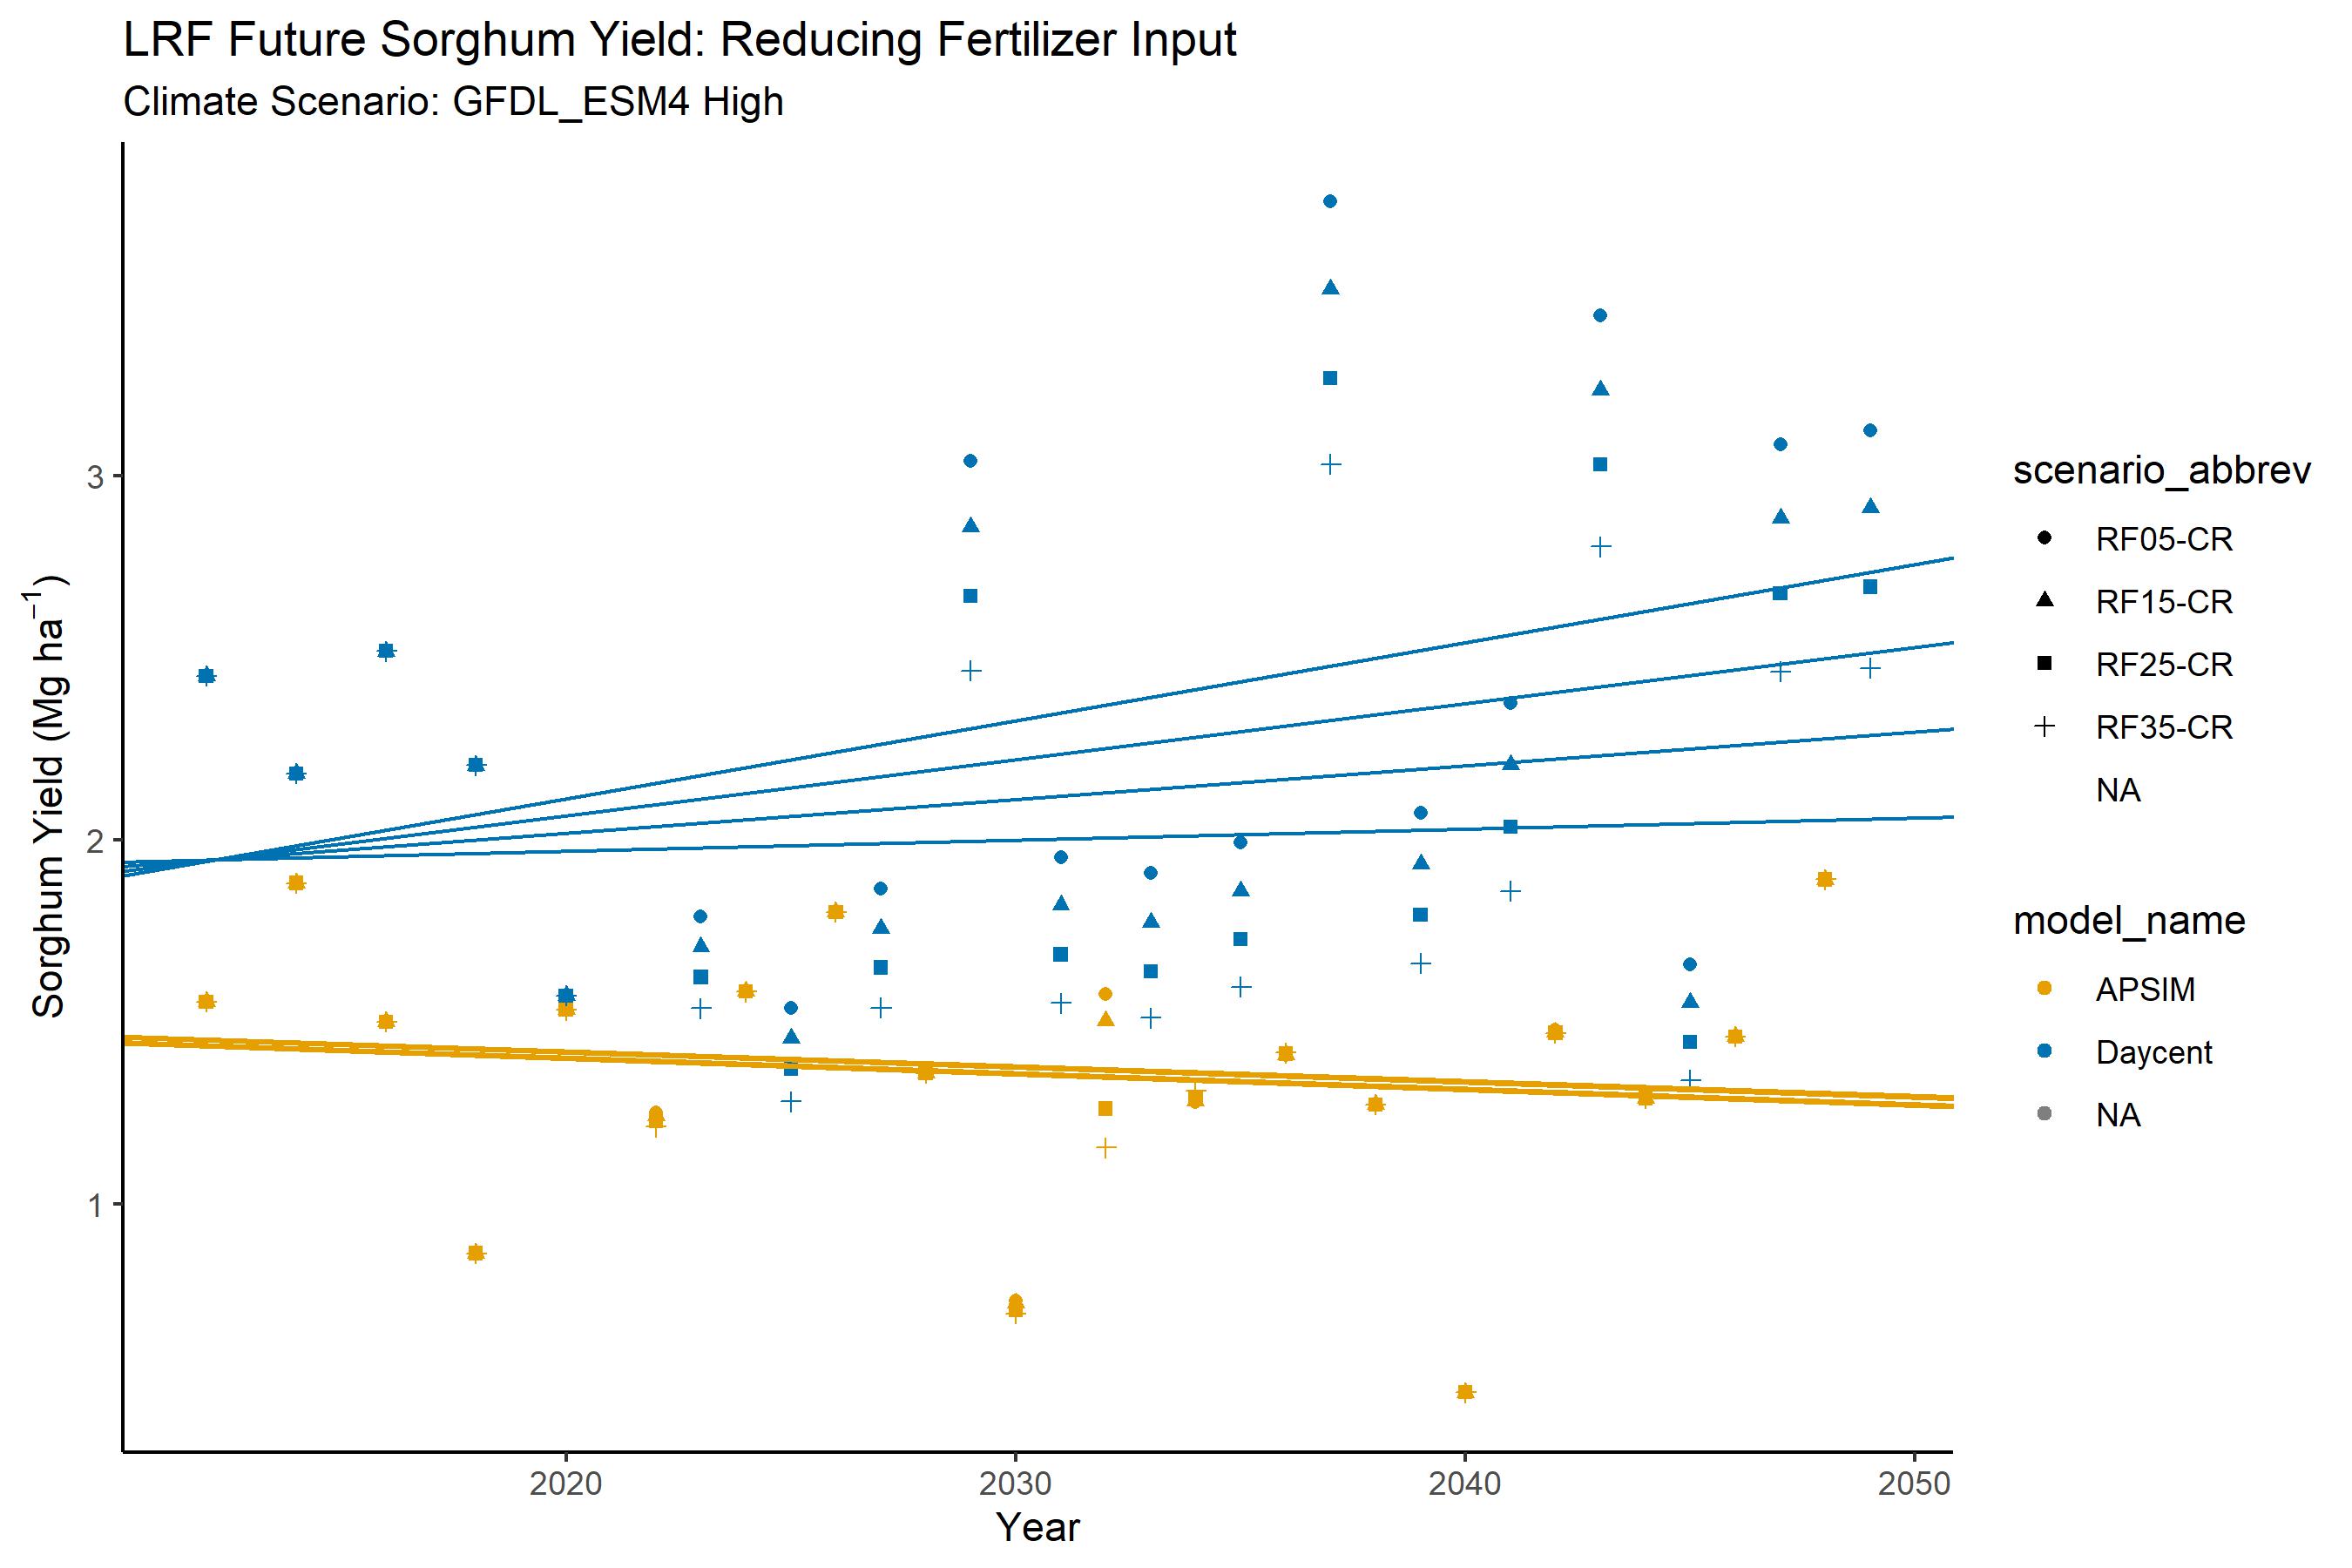 LRF Future Sorghum Yield: Reducing Fertilizer Input
Climate Scenario: GFDL_ESM4 High
Sorghum Yield (Mg ha⁻¹)
3
2
1
2020
2030
2040
2050
Year
scenario_abbrev
RF05-CR
RF15-CR
RF25-CR
RF35-CR
NA
model_name
APSIM
Daycent
NA